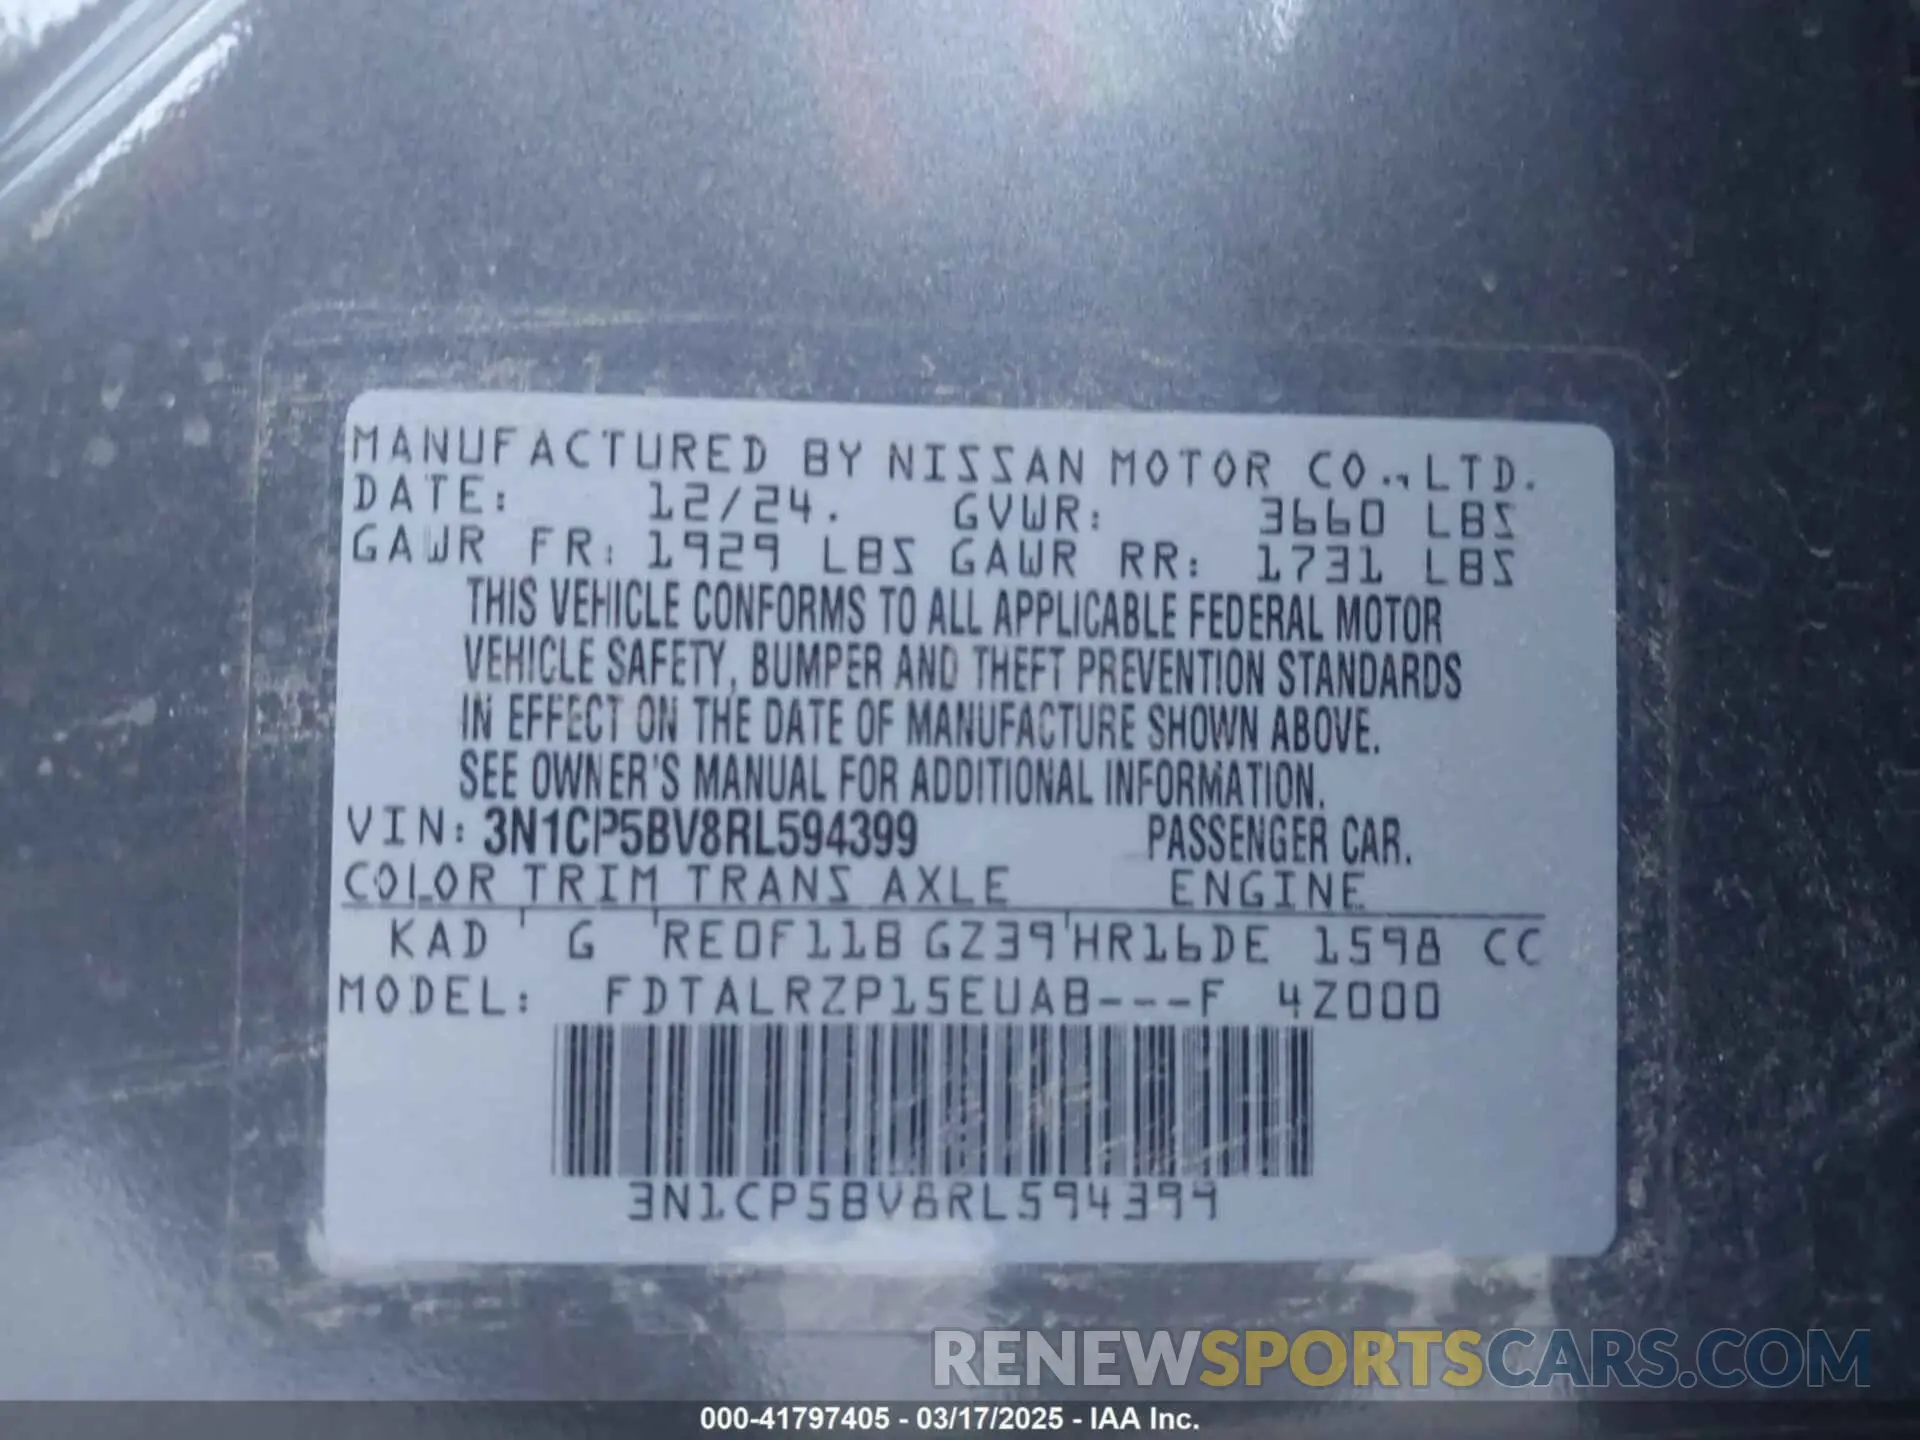 MANUFACTURED BY NISSAN MOTOR CO., LTD.
DATE: 12/24. GVWR: 3660 LBS
GAWR FR: 1929 LBS GAWR RR: 1731 LBS
THIS VEHICLE CONFORMS TO ALL APPLICABLE FEDERAL MOTOR
VEHICLE SAFETY, BUMPER AND THEFT PREVENTION STANDARDS
IN EFFECT ON THE DATE OF MANUFACTURE SHOWN ABOVE.
SEE OWNER'S MANUAL FOR ADDITIONAL INFORMATION.
VIN: 3N1CP5BV8RL594399 PASSENGER CAR.
COLOR TRIM TRANS AXLE ENGINE
KAD G RE0F11B GZ39 HR16DE 1598 CC
MODEL: FDTALRZP15EUAB---F 4Z000
3N1CP5BV8RL594399
RENEWSPORTSCARS.COM
000-41797405 - 03/17/2025 - IAA Inc.